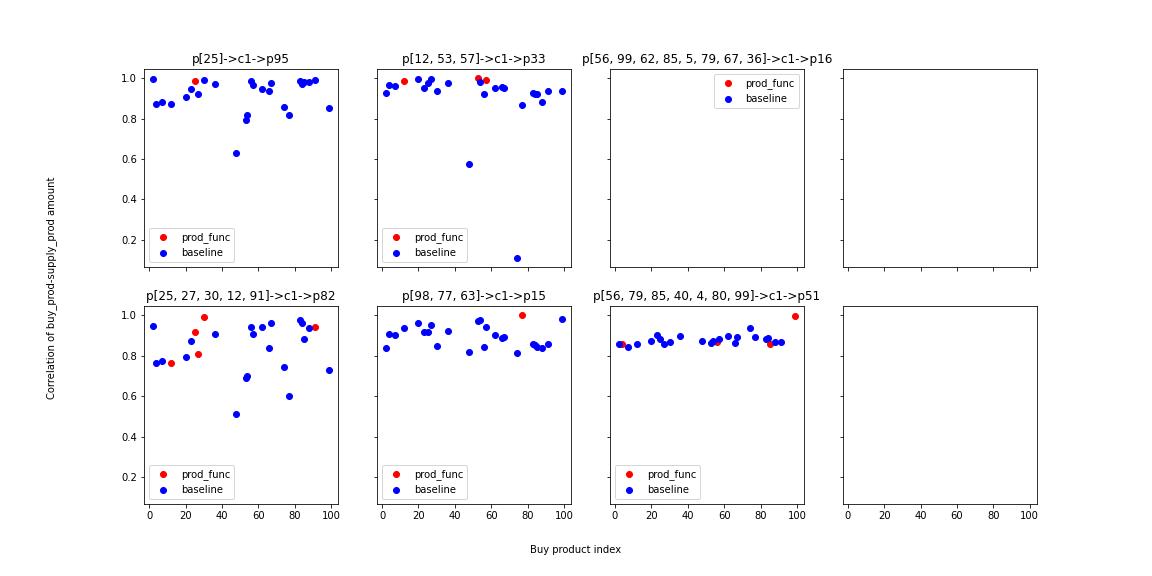 p[25]->c1->p95
p[12, 53, 57]->c1->p33
p[56, 99, 62, 85, 5, 79, 67, 36]->c1->p16
1.0
0.8
0.6
0.4
0.2
prod_func
baseline
prod_func
baseline
prod_func
baseline
Correlation of buy_prod-supply_prod amount
p[25, 27, 30, 12, 91]->c1->p82
p[98, 77, 63]->c1->p15
p[56, 79, 85, 40, 4, 80, 99]->c1->p51
1.0
0.8
0.6
0.4
0.2
prod_func
baseline
prod_func
baseline
prod_func
baseline
0 20 40 60 80 100
0 20 40 60 80 100
0 20 40 60 80 100
0 20 40 60 80 100
Buy product index